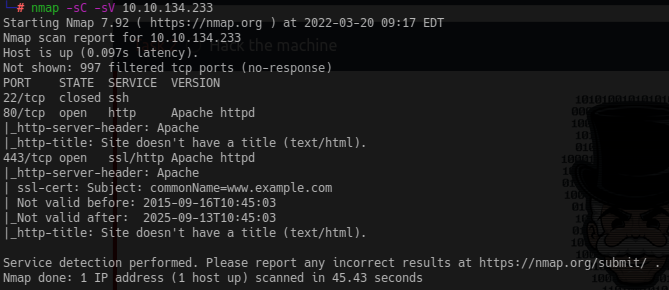 # nmap -sC -sV 10.10.134.233
Starting Nmap 7.92 ( https://nmap.org ) at 2022-03-20 09:17 EDT
Nmap scan report for 10.10.134.233
Hack the machine
Host is up (0.097s latency).
Not shown: 997 filtered tcp ports (no-response)
PORT    STATE  SERVICE  VERSION
22/tcp  closed ssh
80/tcp  open   http     Apache httpd
|_http-server-header: Apache
|_http-title: Site doesn't have a title (text/html).
443/tcp open   ssl/http Apache httpd
|_http-server-header: Apache
| ssl-cert: Subject: commonName=www.example.com
| Not valid before: 2015-09-16T10:45:03
|_Not valid after:  2025-09-13T10:45:03
|_http-title: Site doesn't have a title (text/html).
Service detection performed. Please report any incorrect results at https://nmap.org/submit/ .
Nmap done: 1 IP address (1 host up) scanned in 45.43 seconds